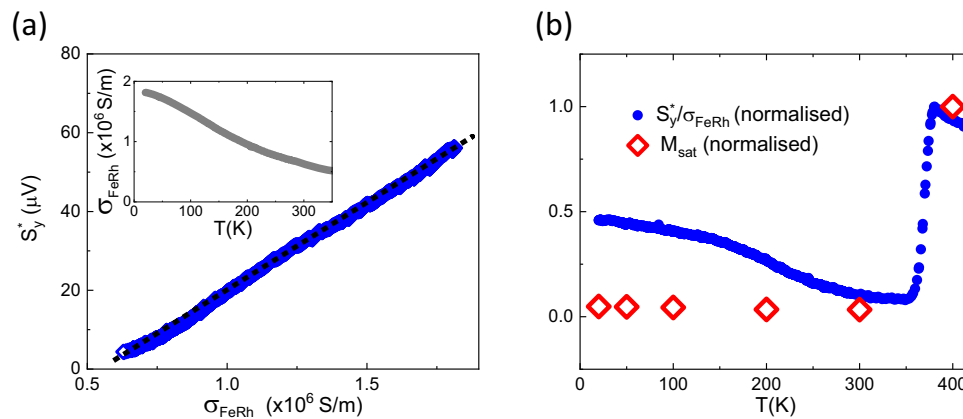 (a)
80
60
40
20
0
S*y (μV)
0.5 1.0 1.5
σFeRh (x10⁶ S/m)
2
1
0
σFeRh (x10⁶ S/m)
0 100 200 300
T(K)
(b)
1.0
0.5
0.0
S*y/σFeRh (normalised)
Msat (normalised)
0 100 200 300 400
T(K)